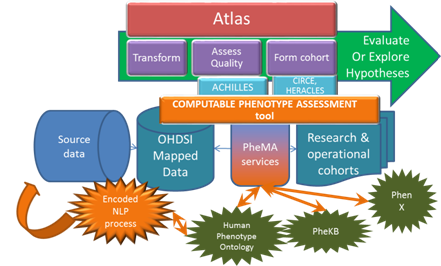 Atlas
Evaluate
Or Explore
Hypotheses
Transform
Assess
Quality
Form cohort
ACHILLES
CIRCE,
HERACLES
COMPUTABLE PHENOTYPE ASSESSMENT
tool
Source
data
OHDSI
Mapped
Data
PheMA
services
Research &
operational
cohorts
Encoded
NLP
process
Human
Phenotype
Ontology
PheKB
Phen
X